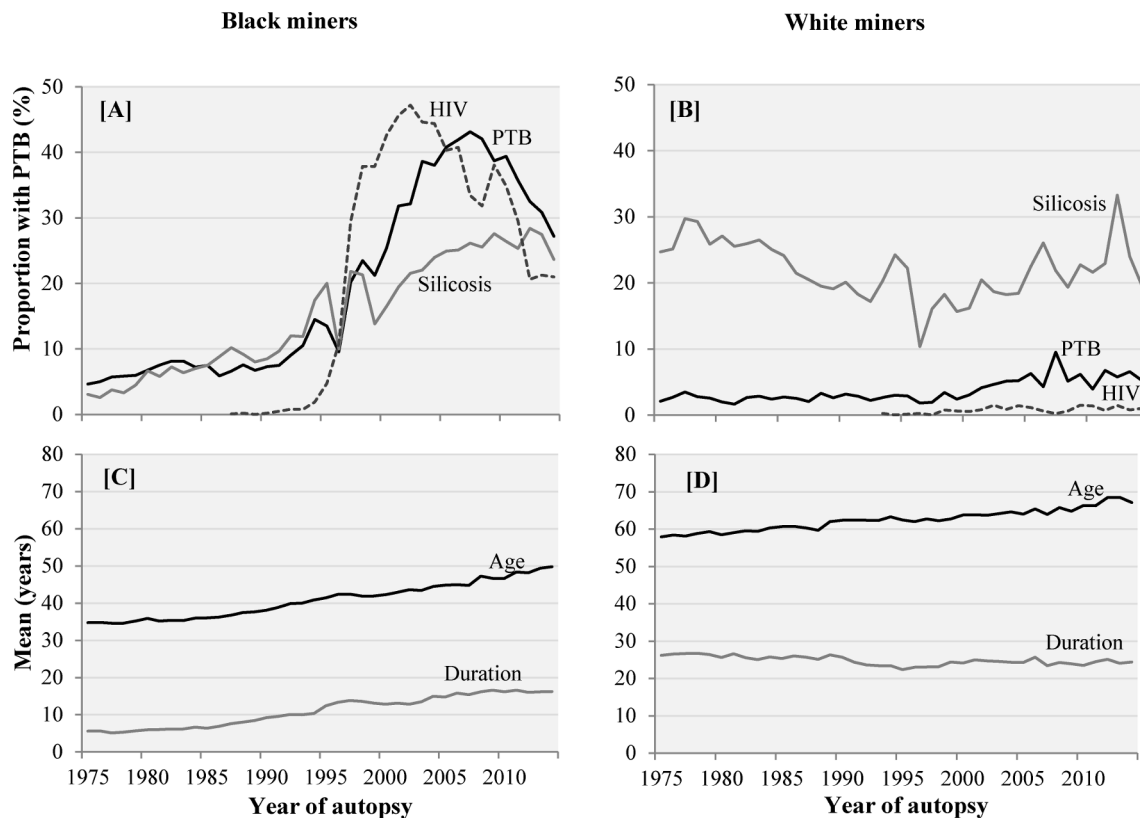 Black miners
White miners
Proportion with PTB (%)
50
40
30
20
10
0
[A]
HIV
PTB
Silicosis
50
40
30
20
10
0
[B]
Silicosis
PTB
HIV
Mean (years)
80
70
60
50
40
30
20
10
0
[C]
Age
Duration
1975 1980 1985 1990 1995 2000 2005 2010
Year of autopsy
80
70
60
50
40
30
20
10
0
[D]
Age
Duration
1975 1980 1985 1990 1995 2000 2005 2010
Year of autopsy